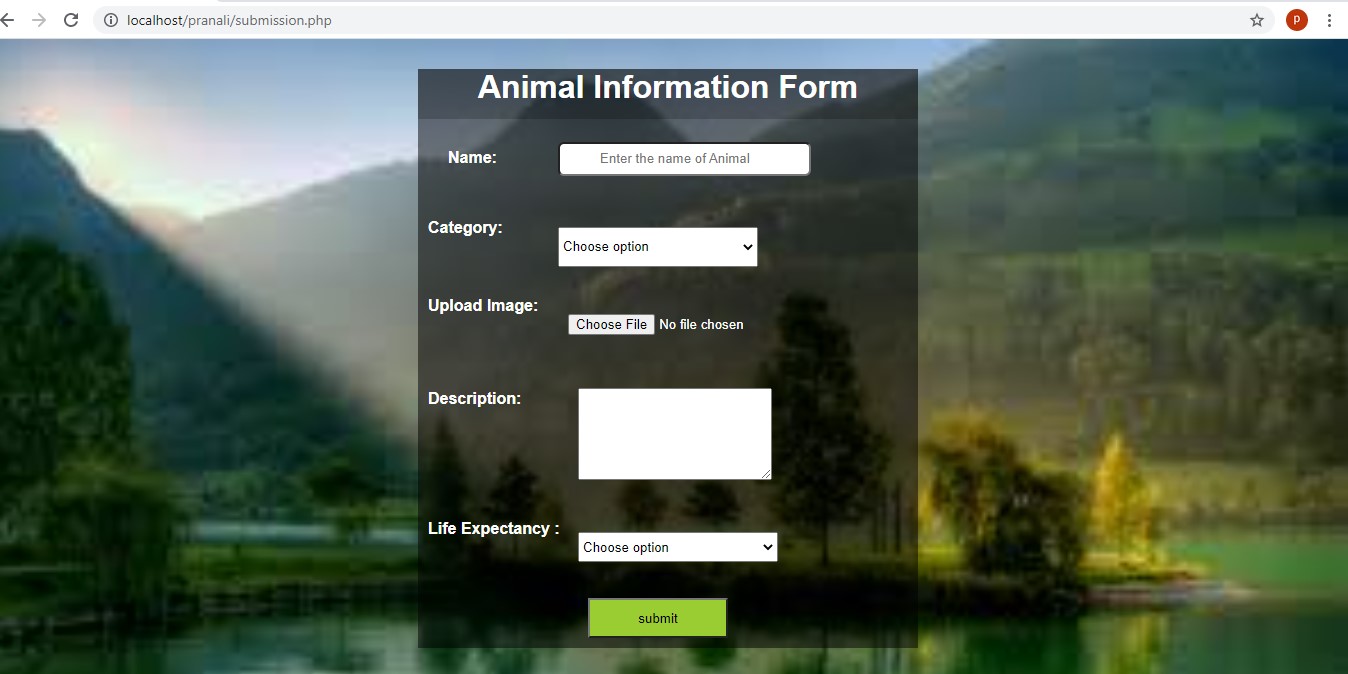 localhost/pranali/submission.php
p
Animal Information Form
Name:
Enter the name of Animal
Category:
Choose option
Upload Image:
Choose File No file chosen
Description:
Life Expectancy :
Choose option
submit